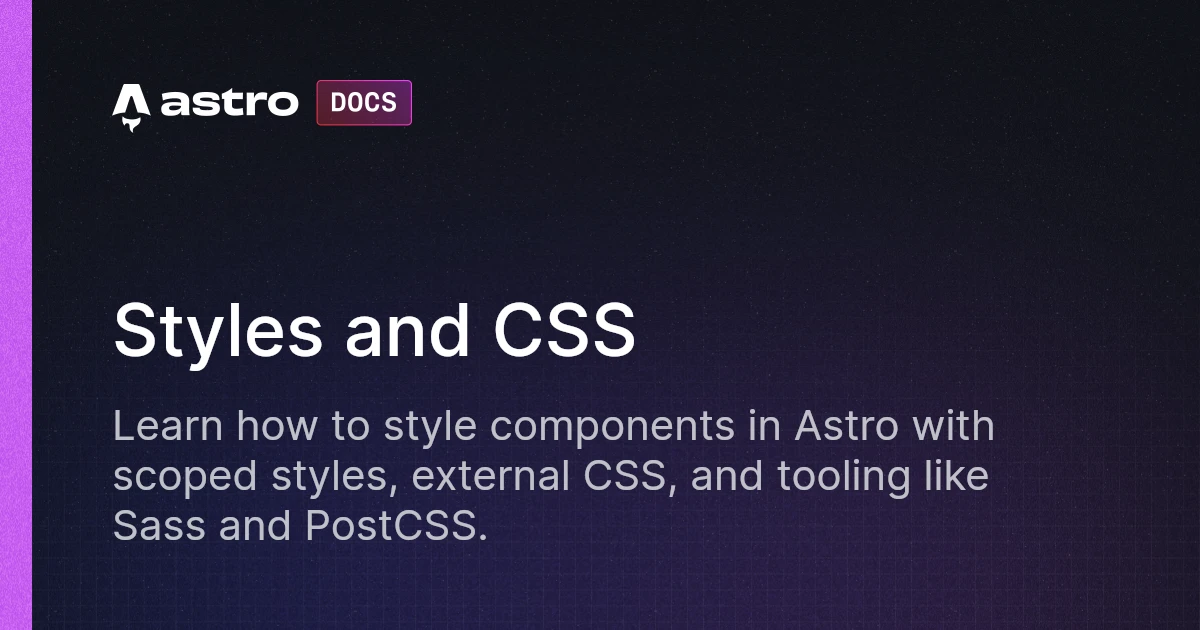 astro DOCS
Styles and CSS
Learn how to style components in Astro with
scoped styles, external CSS, and tooling like
Sass and PostCSS.